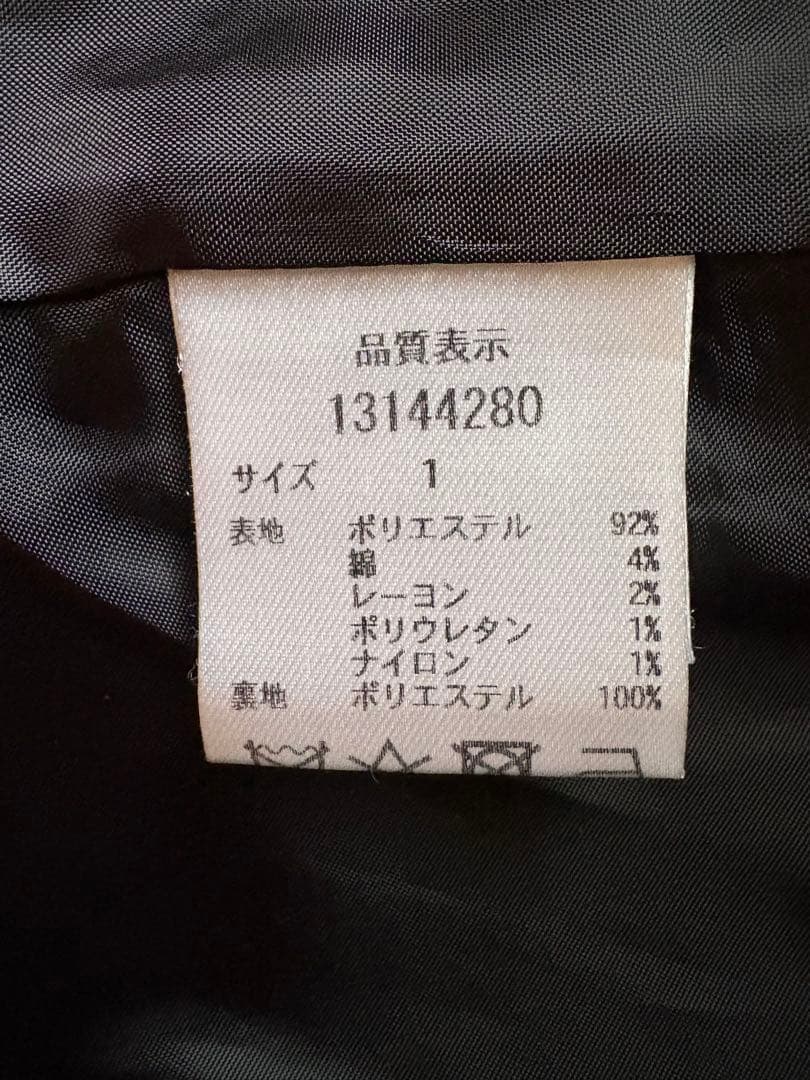 品質表示
13144280
サイズ 1
表地 ポリエステル 92%
綿 4%
レーヨン 2%
ポリウレタン 1%
ナイロン 1%
裏地 ポリエステル 100%